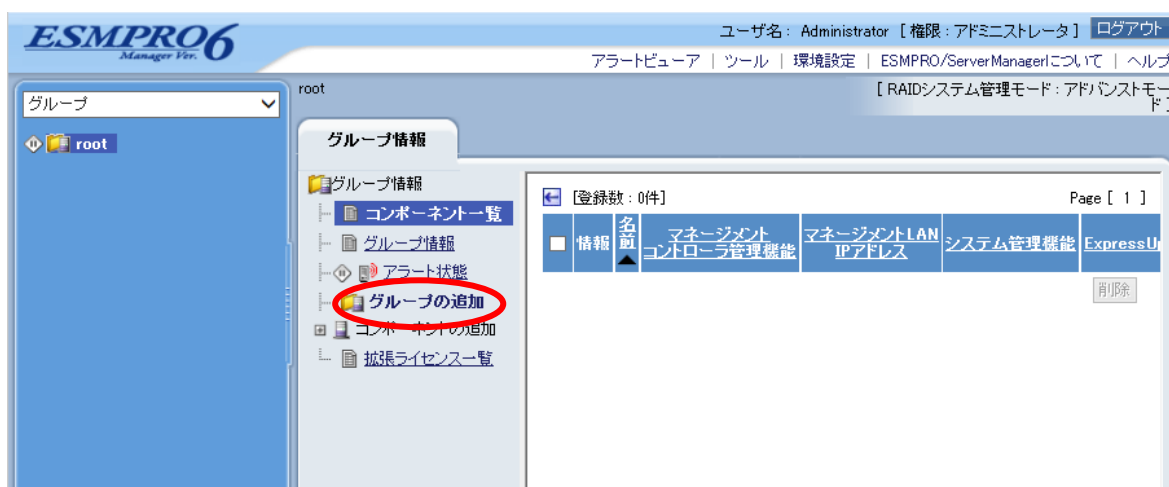 ESMPRO6
Manager Ver.
ユーザ名： Administrator [ 権限：アドミニストレータ ] ログアウト
アラートビューア | ツール | 環境設定 | ESMPRO/ServerManagerについて | ヘルプ
グループ
root
root
[ RAIDシステム管理モード：アドバンストモード ]
グループ情報
グループ情報
コンポーネント一覧
グループ情報
アラート状態
グループの追加
コンポーネントの追加
拡張ライセンス一覧
[登録数：0件]
Page [ 1 ]
情報 名前▲ マネージメントコントローラ管理機能 マネージメントLAN IPアドレス システム管理機能 ExpressU
削除